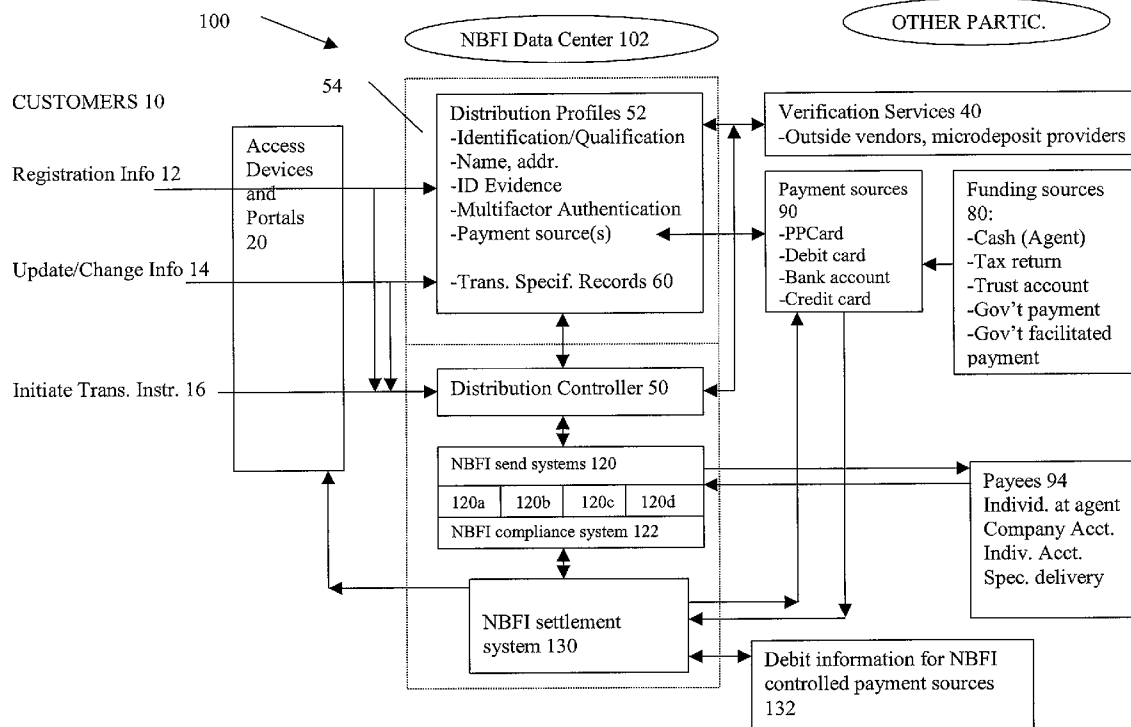 100
NBFI Data Center 102
OTHER PARTIC.
54
CUSTOMERS 10
Registration Info 12
Update/Change Info 14
Initiate Trans. Instr. 16
Access
Devices
and
Portals
20
Distribution Profiles 52
-Identification/Qualification
-Name, addr.
-ID Evidence
-Multifactor Authentication
-Payment source(s)
-Trans. Specif. Records 60
Distribution Controller 50
NBFI send systems 120
120a 120b 120c 120d
NBFI compliance system 122
NBFI settlement
system 130
Verification Services 40
-Outside vendors, microdeposit providers
Payment sources
90
-PPCard
-Debit card
-Bank account
-Credit card
Funding sources
80:
-Cash (Agent)
-Tax return
-Trust account
-Gov't payment
-Gov't facilitated
payment
Payees 94
Individ. at agent
Company Acct.
Indiv. Acct.
Spec. delivery
Debit information for NBFI
controlled payment sources
132